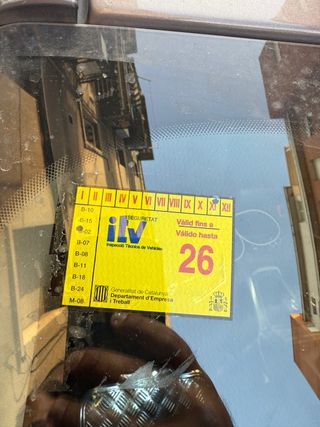 I II III IV V VI VII VIII IX X XI XII
B-10
B-15
B-02
B-07
B-08
B-11
B-18
B-24
M-08
SEGURETAT
itv
Inspecció Tècnica de Vehicles
Vàlid fins a
Válido hasta
26
Generalitat de Catalunya
Departament d'Empresa
i Treball